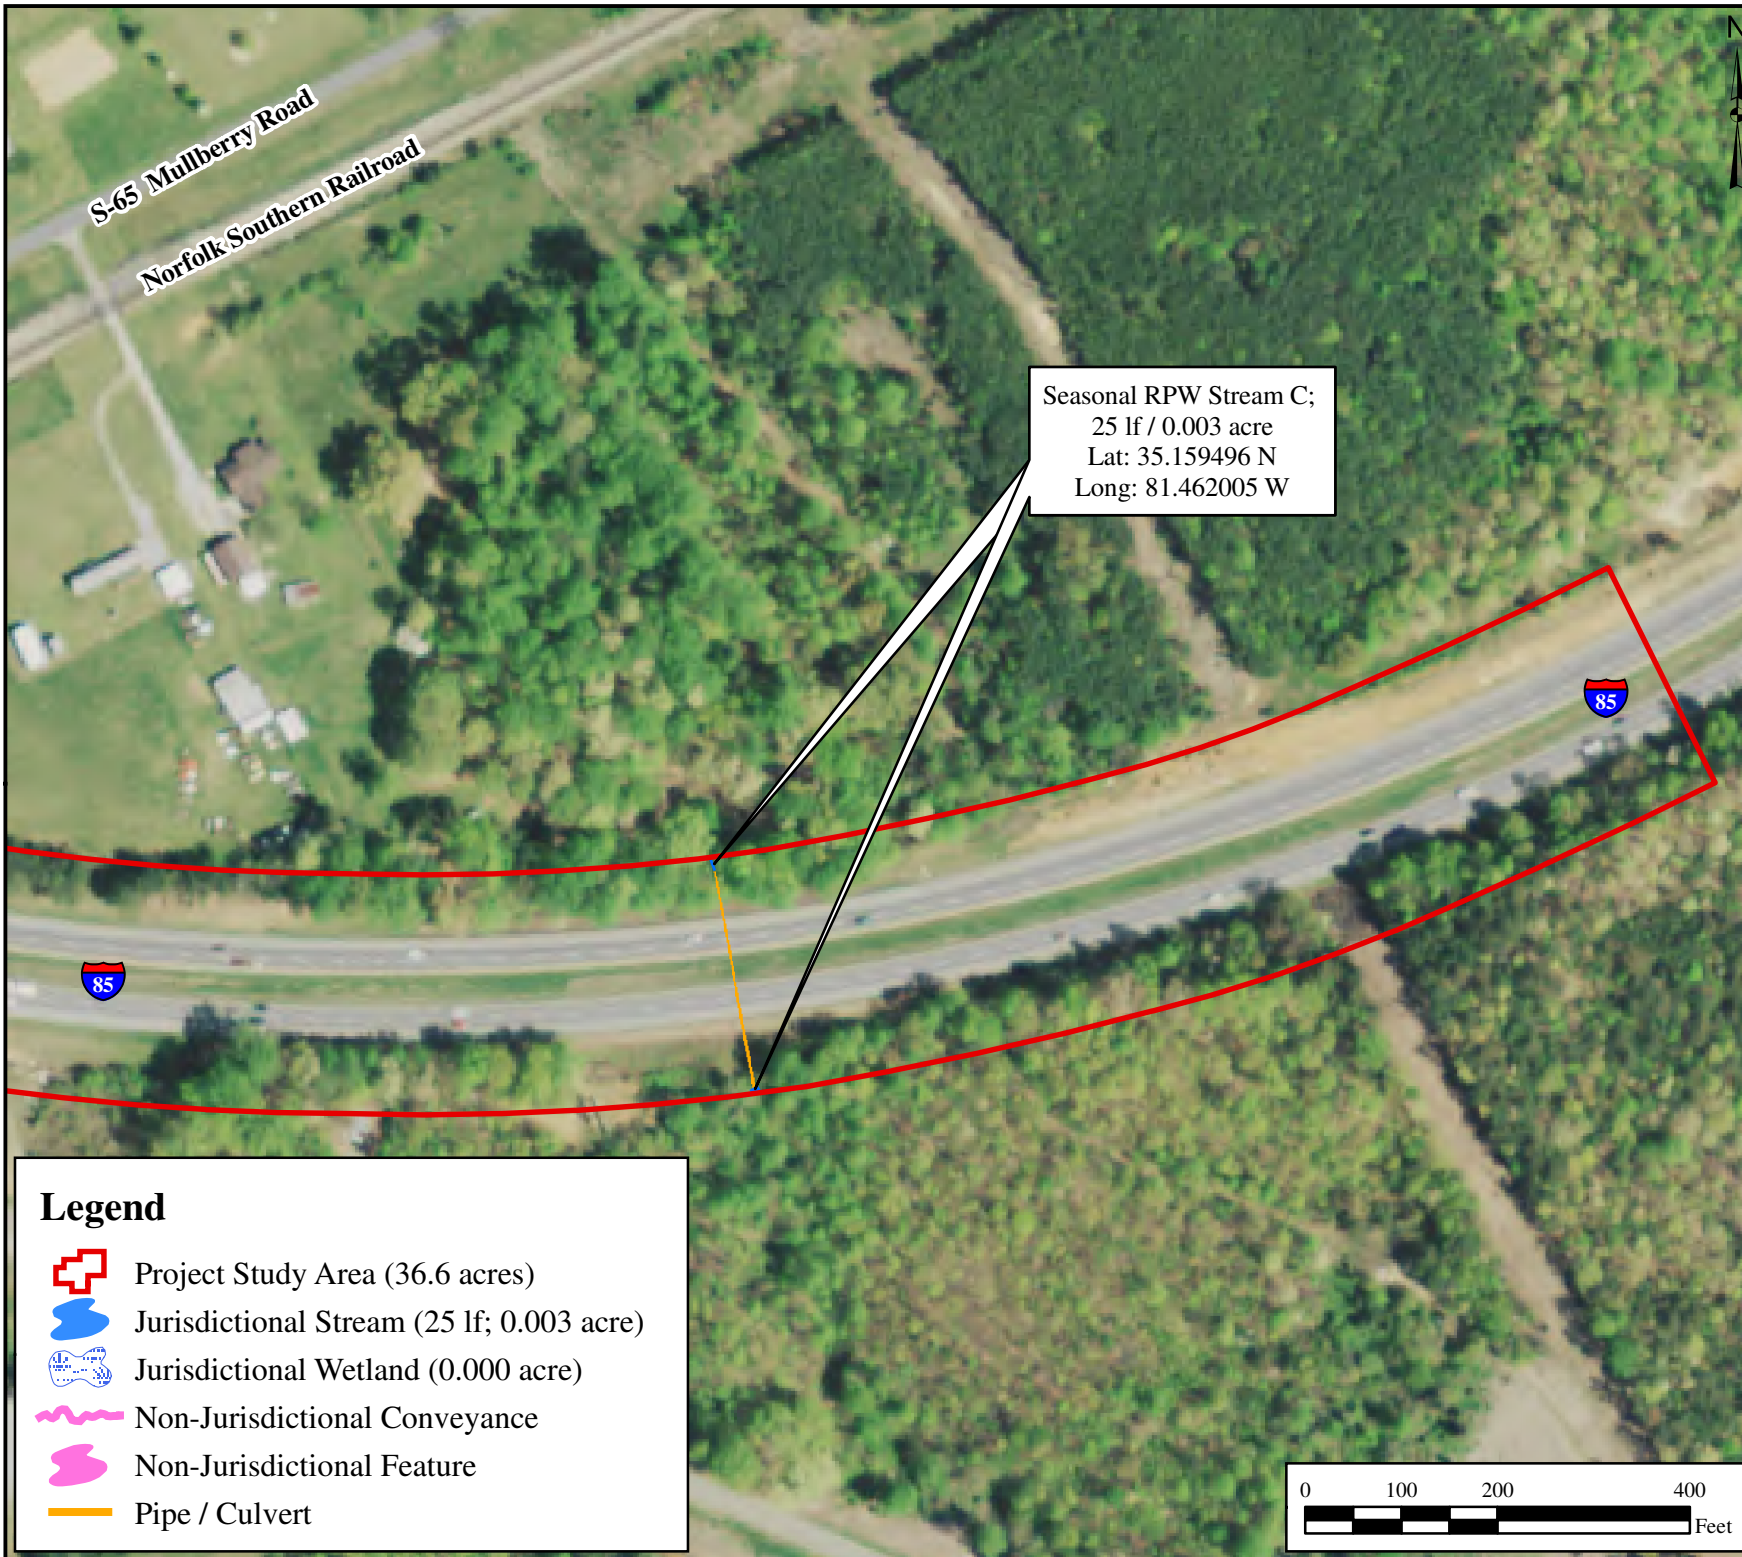 N
S-65 Mullberry Road
Norfolk Southern Railroad
Seasonal RPW Stream C;
25 lf / 0.003 acre
Lat: 35.159496 N
Long: 81.462005 W
85
85
Legend
Project Study Area (36.6 acres)
Jurisdictional Stream (25 lf; 0.003 acre)
Jurisdictional Wetland (0.000 acre)
Non-Jurisdictional Conveyance
Non-Jurisdictional Feature
Pipe / Culvert
0 100 200 400
Feet